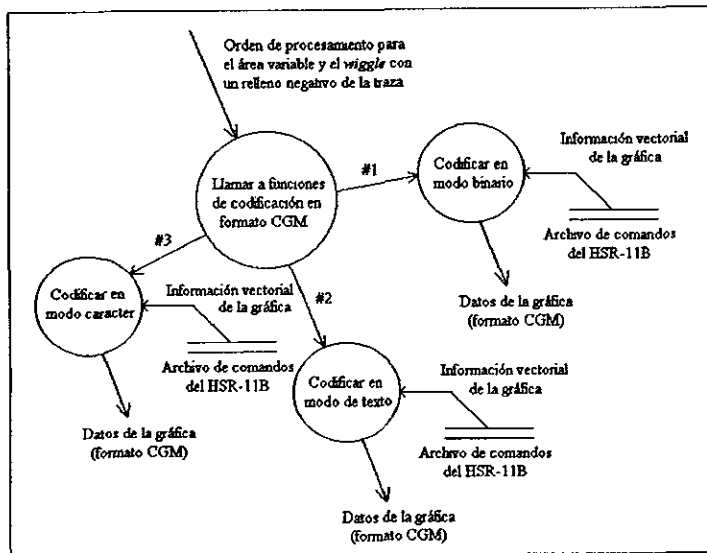 Orden de procesamiento para
el área variable y el wiggle con
un relleno negativo de la traza
Llamar a funciones
de codificación en
formato CGM
#1
Codificar en
modo binario
Información vectorial
de la gráfica
Archivo de comandos
del HSR-11B
Datos de la gráfica
(formato CGM)
#3
Codificar en
modo caracter
Información vectorial
de la gráfica
Archivo de comandos
del HSR-11B
Datos de la gráfica
(formato CGM)
#2
Codificar en
modo de texto
Información vectorial
de la gráfica
Archivo de comandos
del HSR-11B
Datos de la gráfica
(formato CGM)